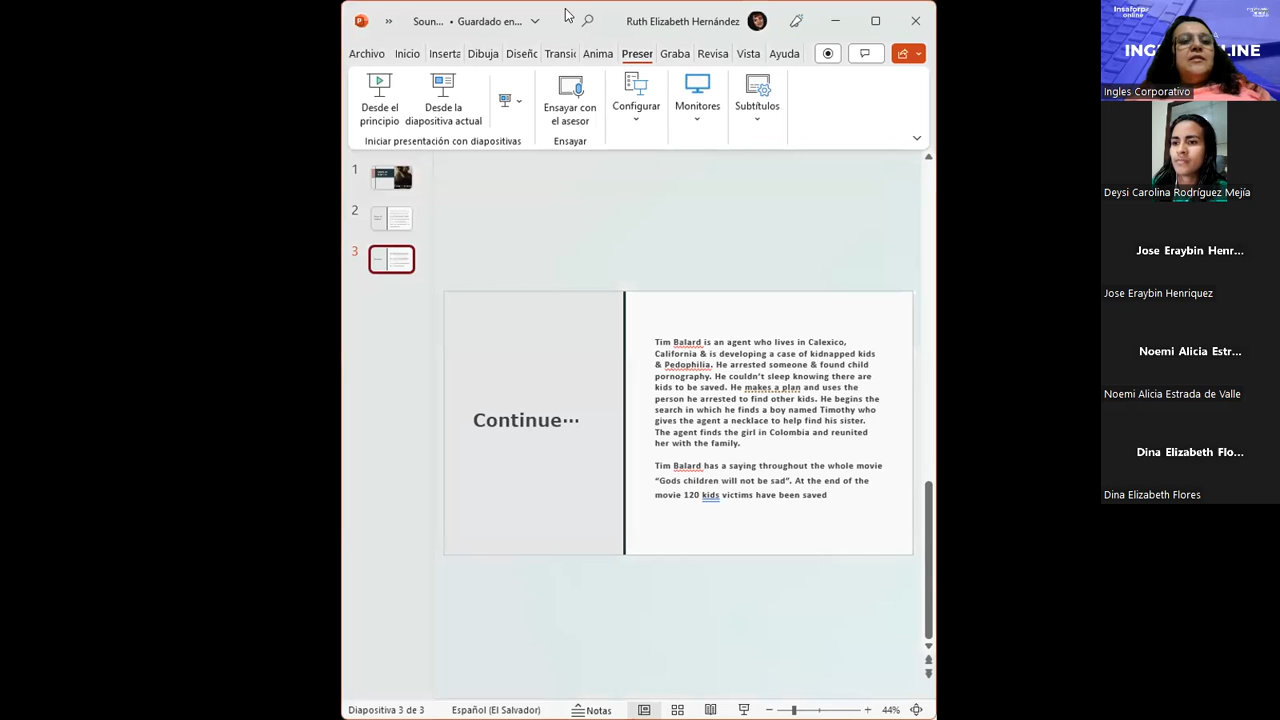 Soun... • Guardado en...
Ruth Elizabeth Hernández
Archivo Inicio Inserta Dibuja Diseño Transic Anima Preser Graba Revisa Vista Ayuda
Desde el principio
Desde la diapositiva actual
Ensayar con el asesor
Configurar
Monitores
Subtítulos
Iniciar presentación con diapositivas
Ensayar
1
2
3
Continue...
Tim Balard is an agent who lives in Calexico,
California & is developing a case of kidnapped kids
& Pedophilia. He arrested someone & found child
pornography. He couldn't sleep knowing there are
kids to be saved. He makes a plan and uses the
person he arrested to find other kids. He begins the
search in which he finds a boy named Timothy who
gives the agent a necklace to help find his sister.
The agent finds the girl in Colombia and reunited
her with the family.
Tim Balard has a saying throughout the whole movie
“Gods children will not be sad”. At the end of the
movie 120 kids victims have been saved
Diapositiva 3 de 3
Español (El Salvador)
Notas
44%
Insaforp
online
INGLES ONLINE
Ingles Corporativo
Deysi Carolina Rodríguez Mejía
Jose Eraybin Henr...
Jose Eraybin Henriquez
Noemi Alicia Estr...
Noemi Alicia Estrada de Valle
Dina Elizabeth Flo...
Dina Elizabeth Flores